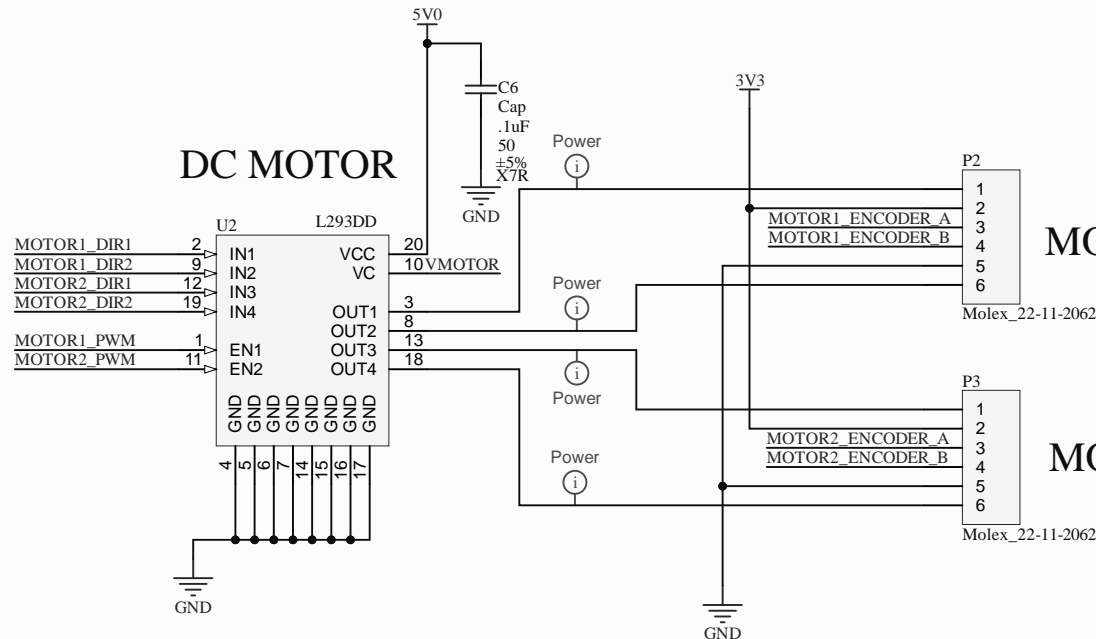 5V0
C6
Cap
.1uF
50
±5%
X7R
GND
3V3
DC MOTOR
Power
P2
1
2
MOTOR1_ENCODER_A
3
MOTOR1_ENCODER_B
4
5
6
MO
Molex_22-11-2062
U2
L293DD
MOTOR1_DIR1
2
IN1
VCC
20
MOTOR1_DIR2
9
IN2
VC
10
VMOTOR
MOTOR2_DIR1
12
IN3
MOTOR2_DIR2
19
IN4
OUT1
3
OUT2
8
OUT3
13
OUT4
18
MOTOR1_PWM
1
EN1
MOTOR2_PWM
11
EN2
GND GND GND GND GND GND GND GND
4 5 6 7 14 15 16 17
GND
Power
Power
Power
P3
1
2
MOTOR2_ENCODER_A
3
MOTOR2_ENCODER_B
4
5
6
MO
Molex_22-11-2062
GND